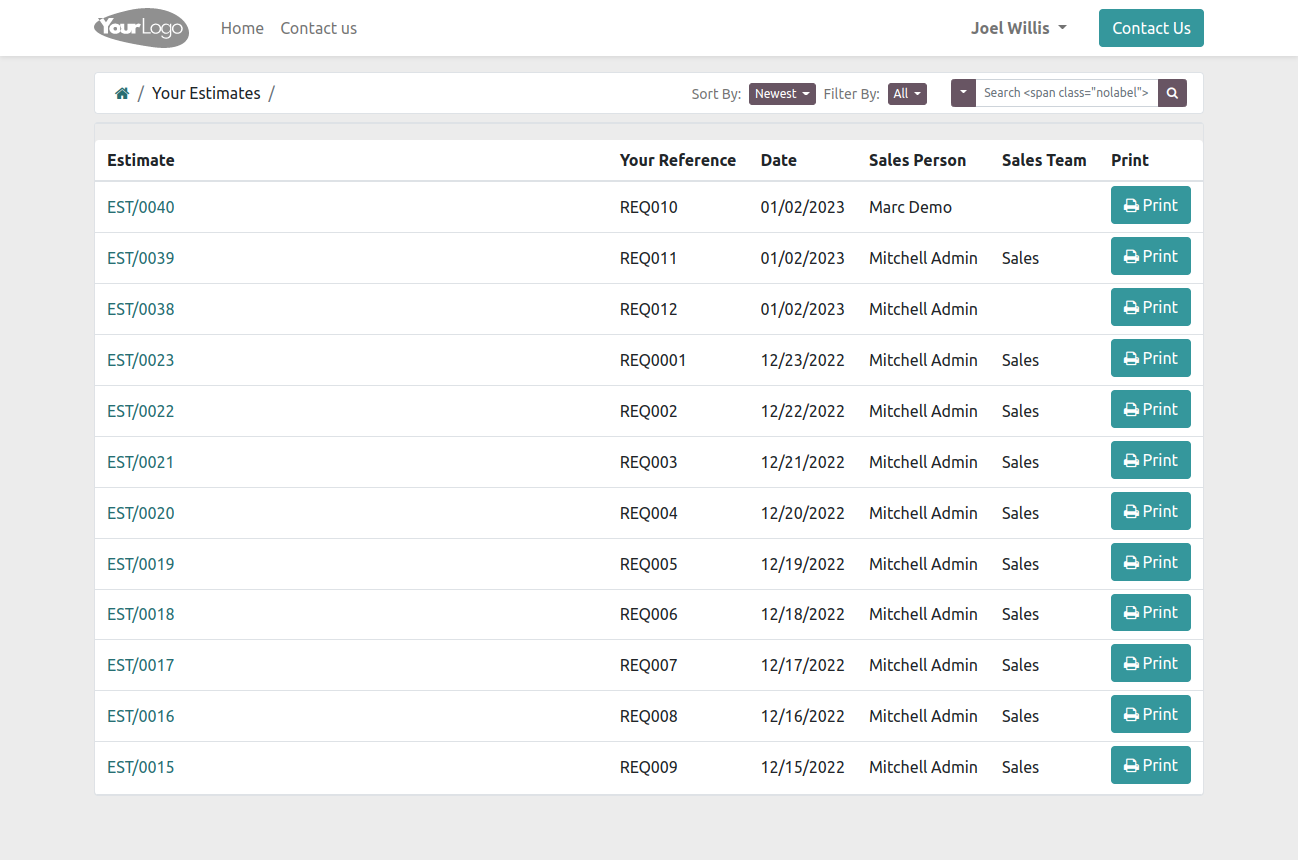 YourLogo Home Contact us Joel Willis Contact Us
/ Your Estimates / Sort By: Newest Filter By: All Search <span class="nolabel">
Estimate Your Reference Date Sales Person Sales Team Print
EST/0040 REQ010 01/02/2023 Marc Demo Print
EST/0039 REQ011 01/02/2023 Mitchell Admin Sales Print
EST/0038 REQ012 01/02/2023 Mitchell Admin Print
EST/0023 REQ0001 12/23/2022 Mitchell Admin Sales Print
EST/0022 REQ002 12/22/2022 Mitchell Admin Sales Print
EST/0021 REQ003 12/21/2022 Mitchell Admin Sales Print
EST/0020 REQ004 12/20/2022 Mitchell Admin Sales Print
EST/0019 REQ005 12/19/2022 Mitchell Admin Sales Print
EST/0018 REQ006 12/18/2022 Mitchell Admin Sales Print
EST/0017 REQ007 12/17/2022 Mitchell Admin Sales Print
EST/0016 REQ008 12/16/2022 Mitchell Admin Sales Print
EST/0015 REQ009 12/15/2022 Mitchell Admin Sales Print